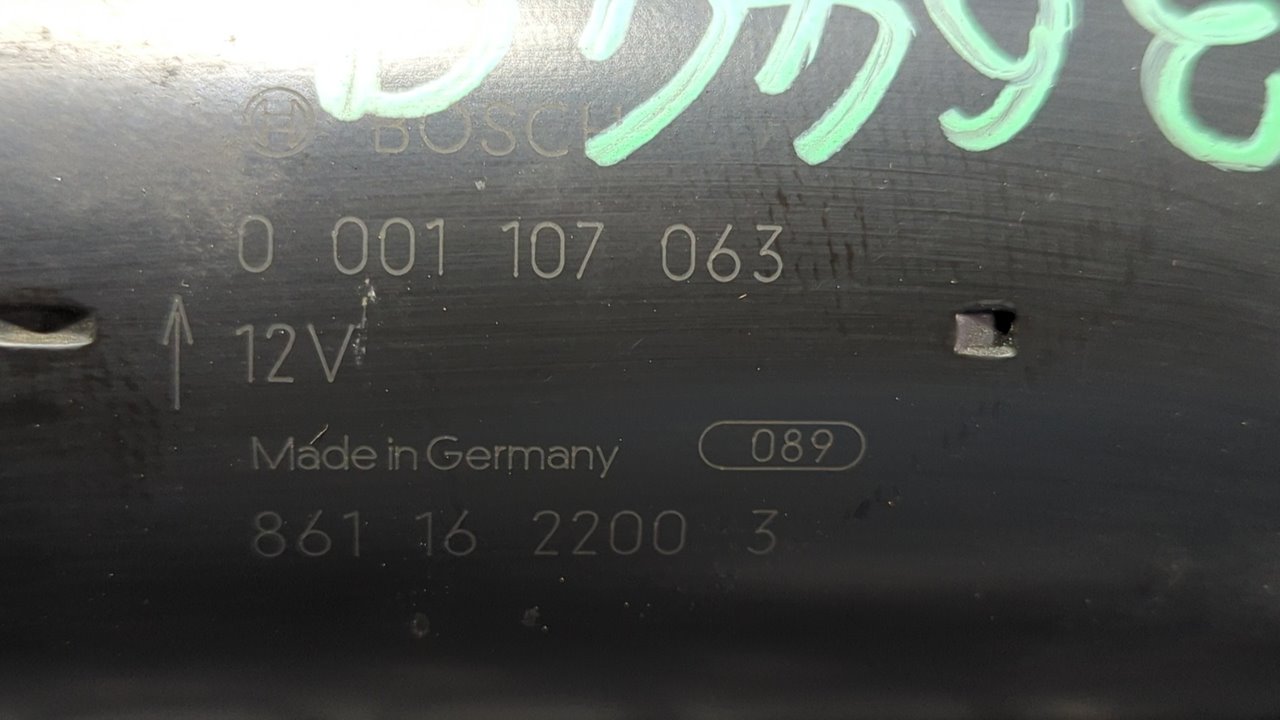 BOSCH
0 001 107 063
12V
Made in Germany 089
861 16 2200 3